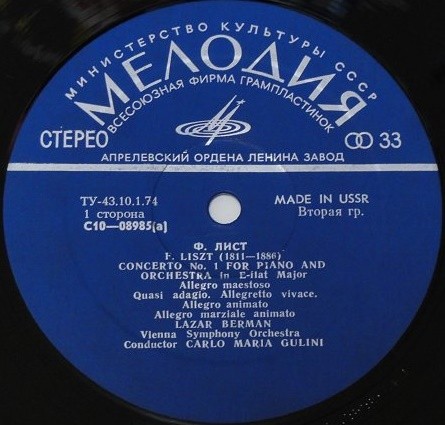 МИНИСТЕРСТВО КУЛЬТУРЫ СССР
МЕЛОДИЯ
ВСЕСОЮЗНАЯ ФИРМА ГРАМПЛАСТИНОК
СТЕРЕО
33
АПРЕЛЕВСКИЙ ОРДЕНА ЛЕНИНА ЗАВОД
ТУ-43.10.1.74
MADE IN USSR
1 сторона
Вторая гр.
С10—08985(а)
Ф. ЛИСТ
F. LISZT (1811—1886)
CONCERTO No. 1 FOR PIANO AND
ORCHESTRA in E-flat Major
Allegro maestoso
Quasi adagio. Allegretto vivace.
Allegro animato
Allegro marziale animato
LAZAR BERMAN
Vienna Symphony Orchestra
Conductor CARLO MARIA GULINI